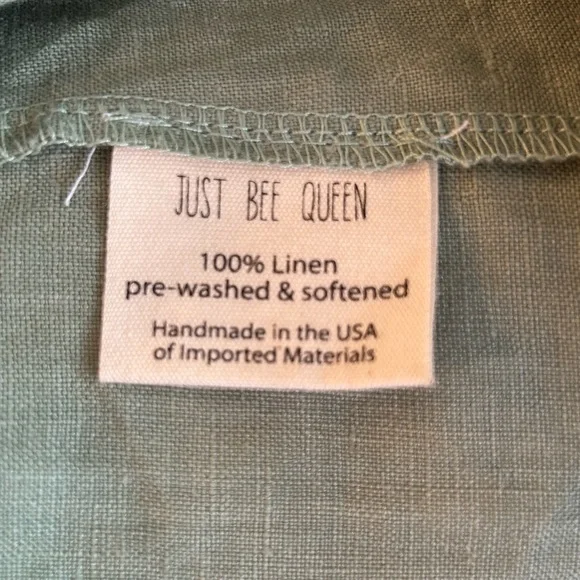 JUST BEE QUEEN
100% Linen
pre-washed & softened
Handmade in the USA
of Imported Materials